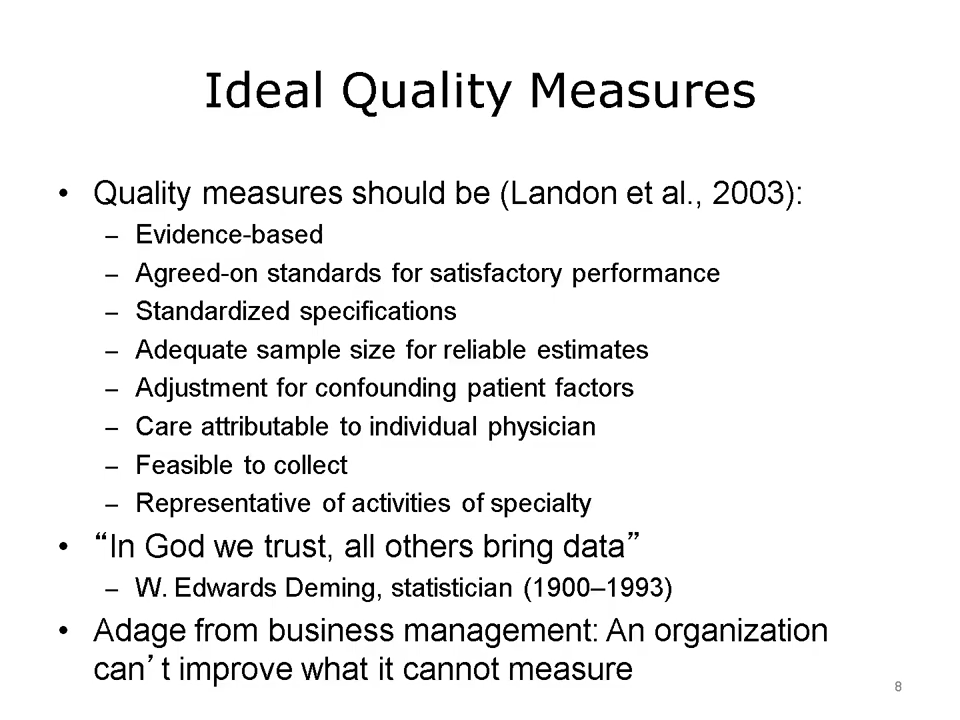 Ideal Quality Measures
• Quality measures should be (Landon et al., 2003):
– Evidence-based
– Agreed-on standards for satisfactory performance
– Standardized specifications
– Adequate sample size for reliable estimates
– Adjustment for confounding patient factors
– Care attributable to individual physician
– Feasible to collect
– Representative of activities of specialty
• “In God we trust, all others bring data”
– W. Edwards Deming, statistician (1900–1993)
• Adage from business management: An organization
can’t improve what it cannot measure
8